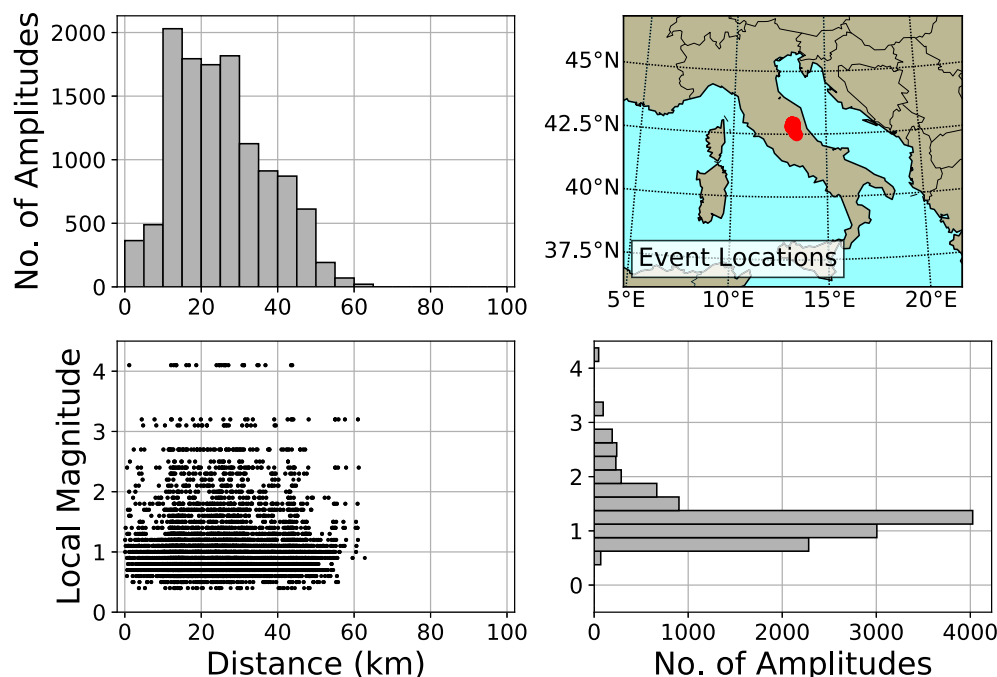 No. of Amplitudes
2000
1500
1000
500
0
0 20 40 60 80 100
45°N
42.5°N
40°N
37.5°N
Event Locations
5°E 10°E 15°E 20°E
Local Magnitude
4
3
2
1
0
0 20 40 60 80 100
Distance (km)
4
3
2
1
0
0 1000 2000 3000 4000
No. of Amplitudes